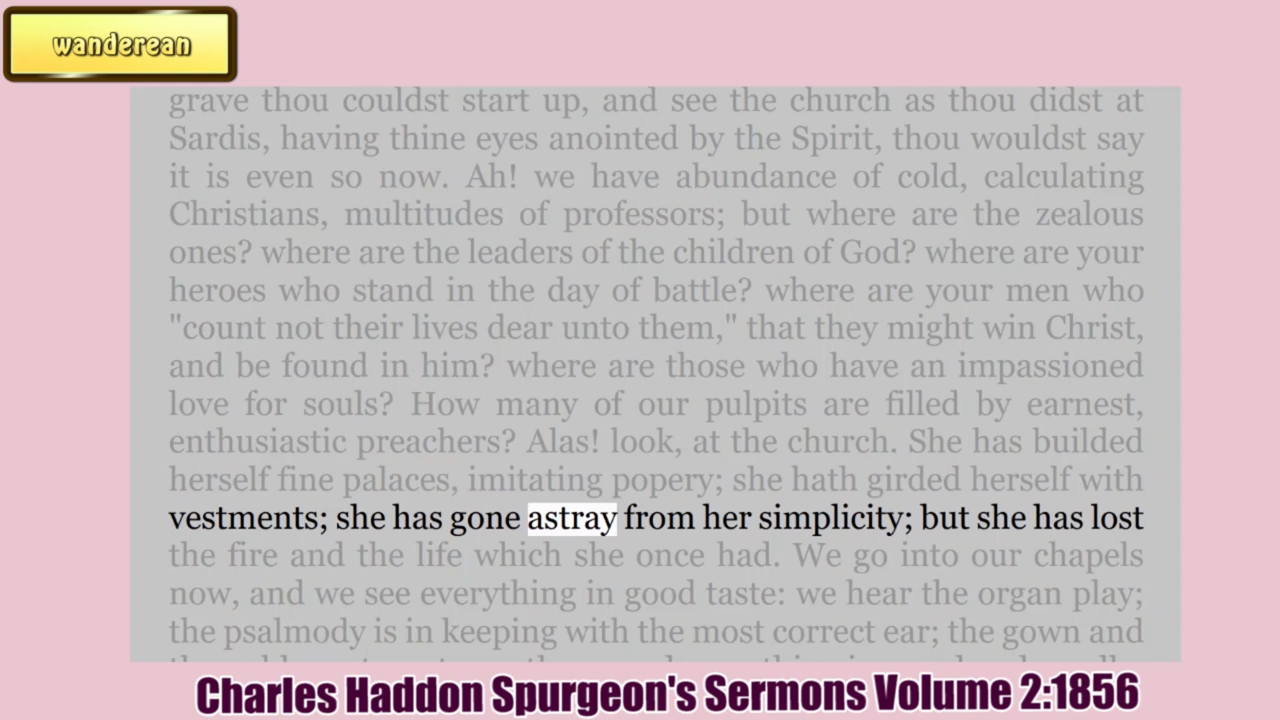 wanderean
grave thou couldst start up, and see the church as thou didst at
Sardis, having thine eyes anointed by the Spirit, thou wouldst say
it is even so now. Ah! we have abundance of cold, calculating
Christians, multitudes of professors; but where are the zealous
ones? where are the leaders of the children of God? where are your
heroes who stand in the day of battle? where are your men who
"count not their lives dear unto them," that they might win Christ,
and be found in him? where are those who have an impassioned
love for souls? How many of our pulpits are filled by earnest,
enthusiastic preachers? Alas! look, at the church. She has builded
herself fine palaces, imitating popery; she hath girded herself with
vestments; she has gone astray from her simplicity; but she has lost
the fire and the life which she once had. We go into our chapels
now, and we see everything in good taste: we hear the organ play;
the psalmody is in keeping with the most correct ear; the gown and
Charles Haddon Spurgeon's Sermons Volume 2:1856